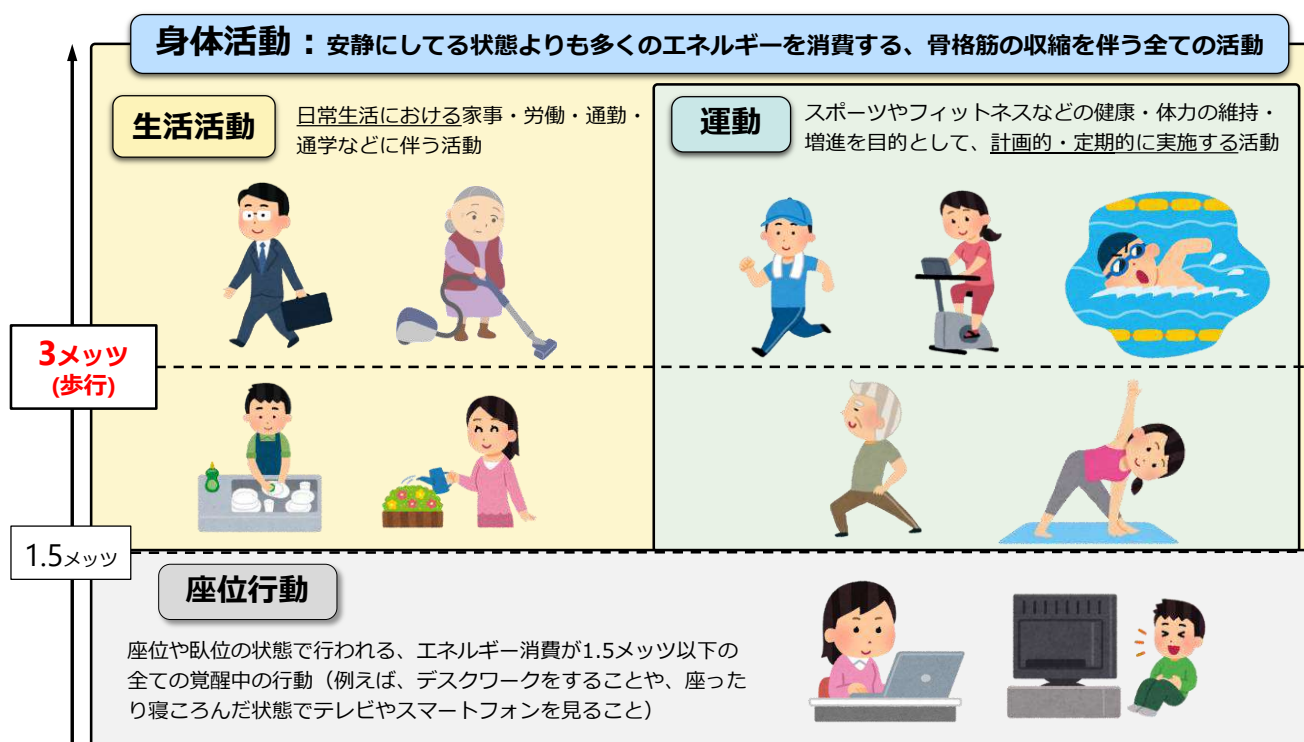 身体活動：安静にしてる状態よりも多くのエネルギーを消費する、骨格筋の収縮を伴う全ての活動
生活活動
日常生活における家事・労働・通勤・
通学などに伴う活動
運動
スポーツやフィットネスなどの健康・体力の維持・
増進を目的として、計画的・定期的に実施する活動
3メッツ
(歩行)
1.5メッツ
座位行動
座位や臥位の状態で行われる、エネルギー消費が1.5メッツ以下の
全ての覚醒中の行動（例えば、デスクワークをすることや、座った
り寝ころんだ状態でテレビやスマートフォンを見ること）